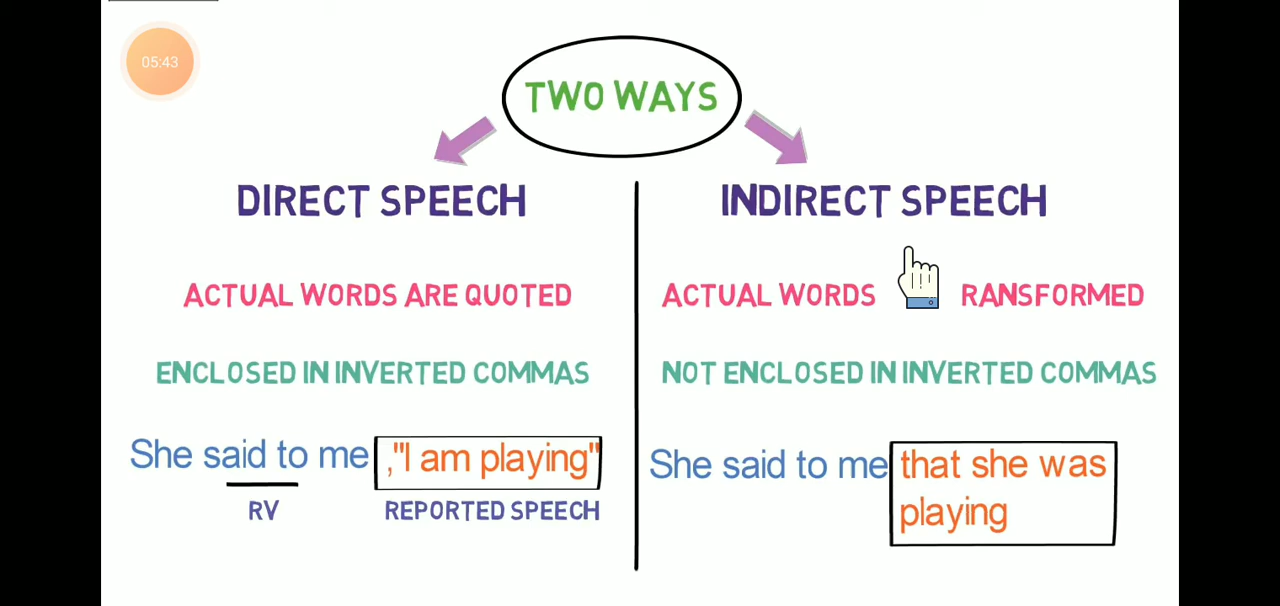 05:43
TWO WAYS
DIRECT SPEECH
ACTUAL WORDS ARE QUOTED
ENCLOSED IN INVERTED COMMAS
She said to me ,"I am playing"
RV REPORTED SPEECH
INDIRECT SPEECH
ACTUAL WORDS RANSFORMED
NOT ENCLOSED IN INVERTED COMMAS
She said to me that she was
playing